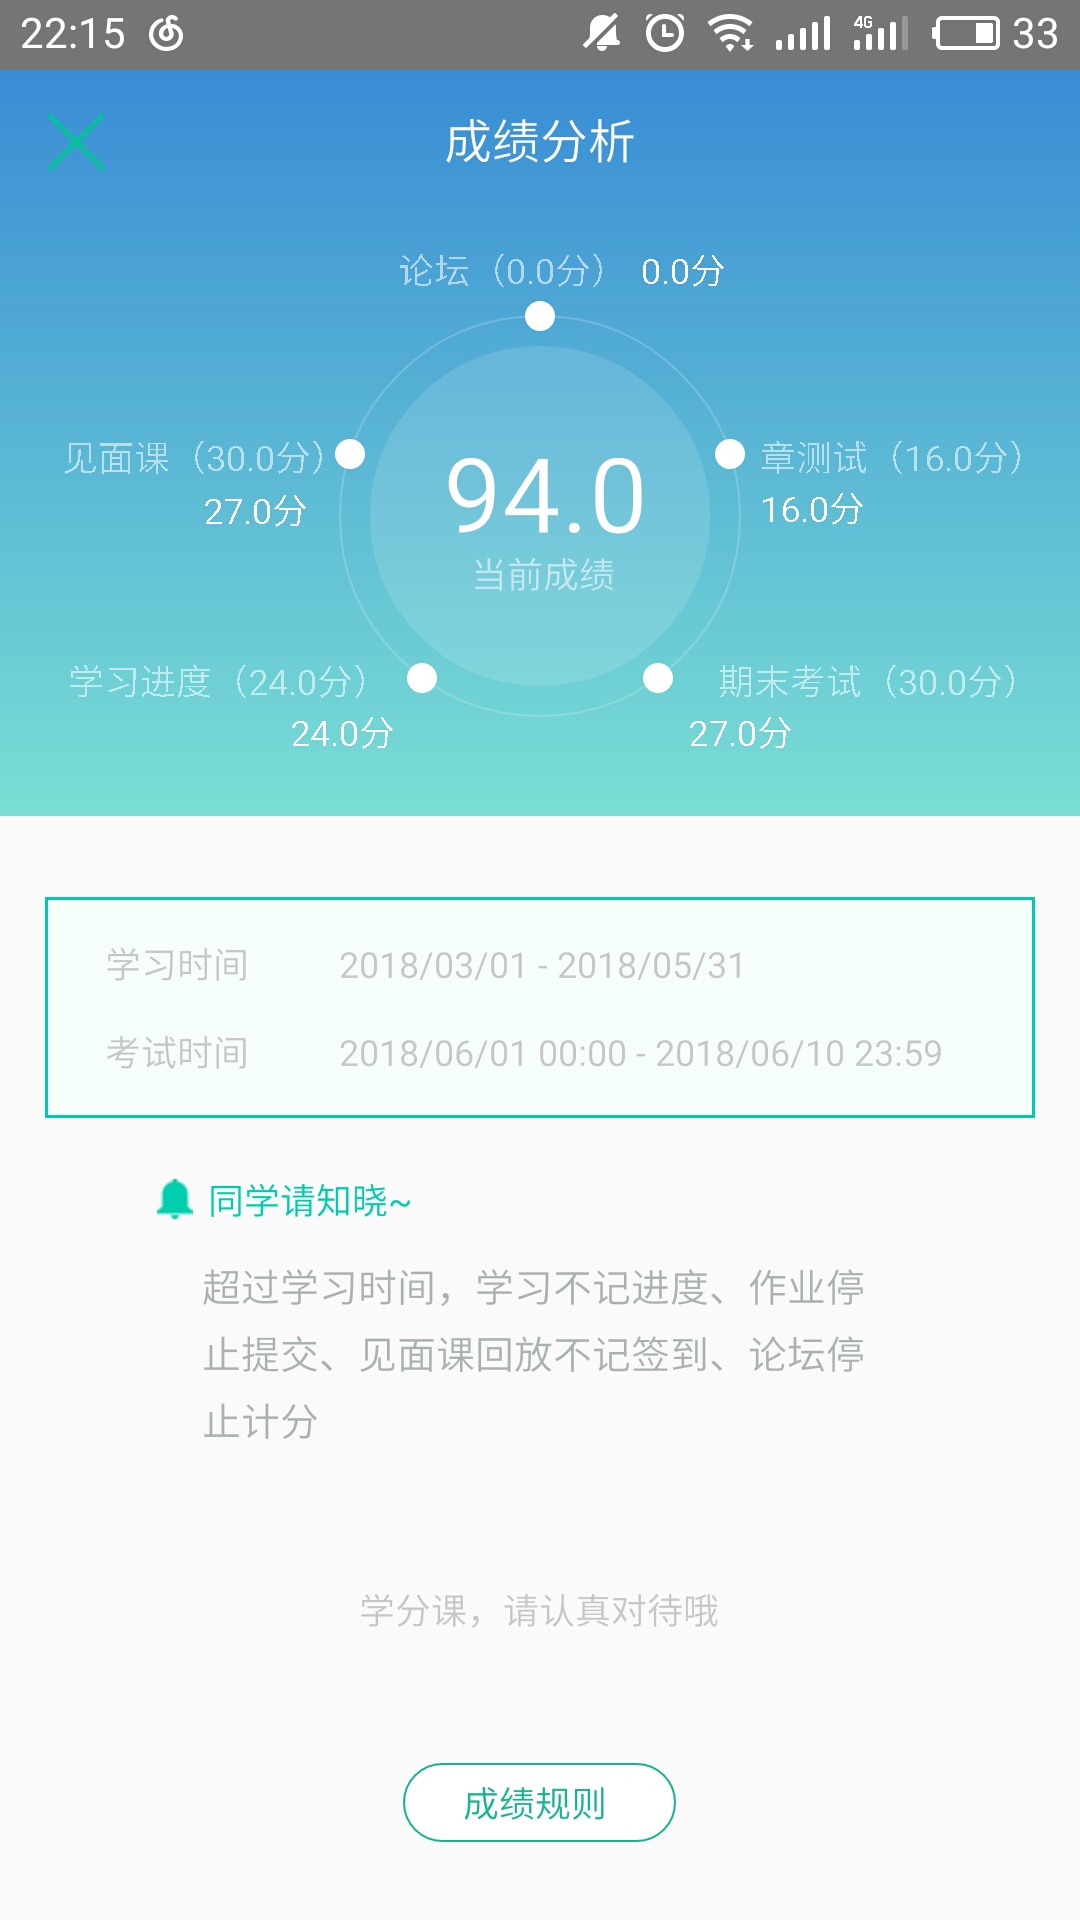 22:15 4G 33
成绩分析
论坛（0.0分） 0.0分
见面课（30.0分）
27.0分
章测试（16.0分）
16.0分
94.0
当前成绩
学习进度（24.0分）
24.0分
期末考试（30.0分）
27.0分
学习时间 2018/03/01 - 2018/05/31
考试时间 2018/06/01 00:00 - 2018/06/10 23:59
同学请知晓~
超过学习时间，学习不记进度、作业停
止提交、见面课回放不记签到、论坛停
止计分
学分课，请认真对待哦
成绩规则